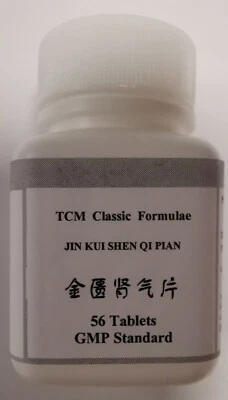 TCM Classic Formulae
JIN KUI SHEN QI PIAN
金匮肾气片
56 Tablets
GMP Standard